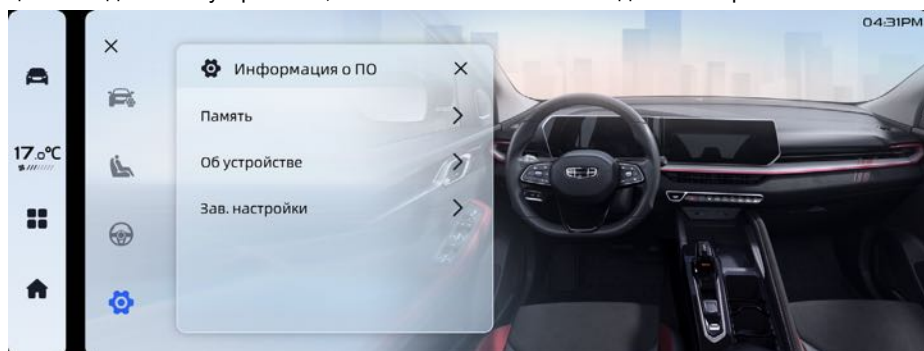 04:31PM
Информация о ПО
Память
17.0°C
Об устройстве
Зав. настройки